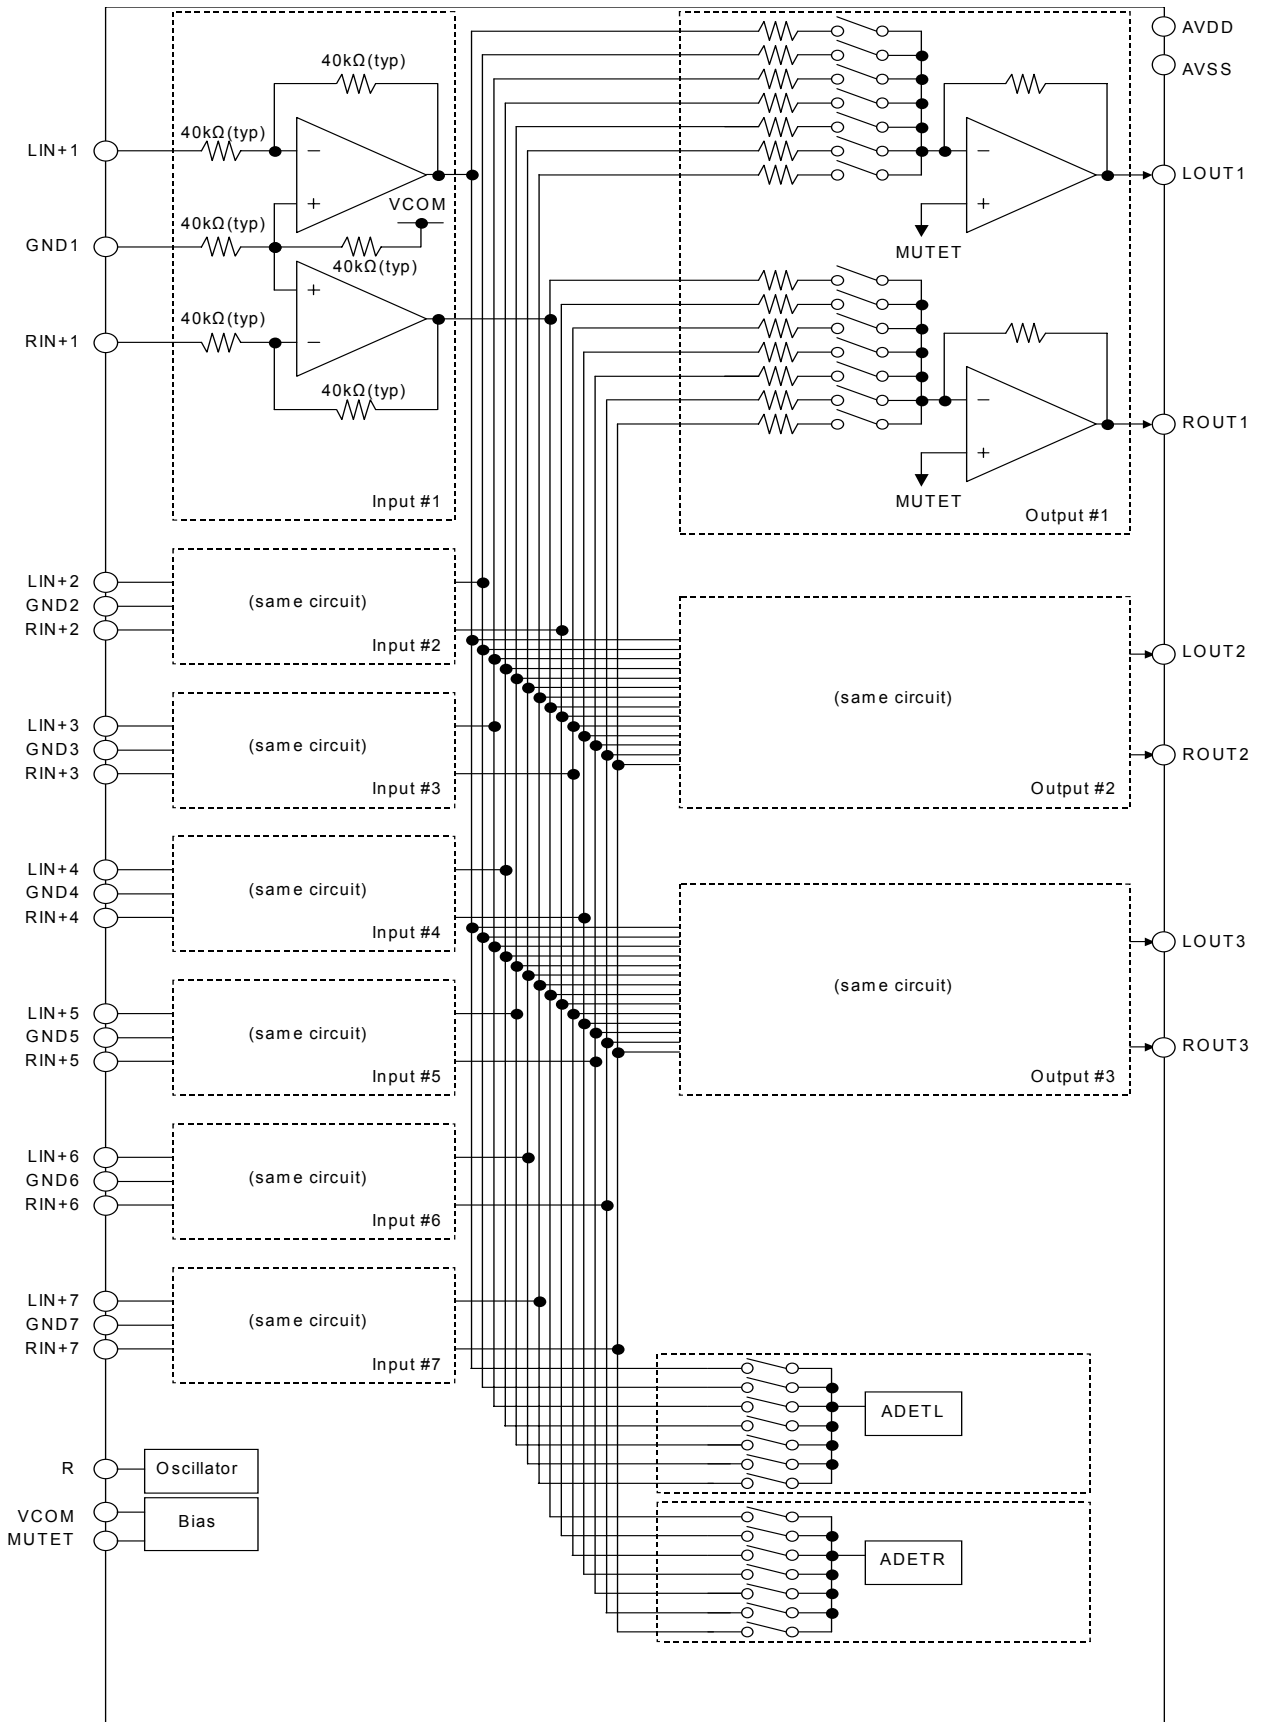 AVDD
AVSS
40kΩ(typ)
40kΩ(typ)
LIN+1
LOUT1
VCOM
40kΩ(typ)
GND1
MUTET
40kΩ(typ)
40kΩ(typ)
RIN+1
40kΩ(typ)
ROUT1
Input #1
MUTET
Output #1
LIN+2
GND2
RIN+2
(same circuit)
Input #2
LOUT2
(same circuit)
LIN+3
GND3
RIN+3
(same circuit)
Input #3
ROUT2
Output #2
LIN+4
GND4
RIN+4
(same circuit)
Input #4
LOUT3
(same circuit)
LIN+5
GND5
RIN+5
(same circuit)
Input #5
ROUT3
Output #3
LIN+6
GND6
RIN+6
(same circuit)
Input #6
LIN+7
GND7
RIN+7
(same circuit)
Input #7
ADETL
R
Oscillator
VCOM
MUTET
Bias
ADETR